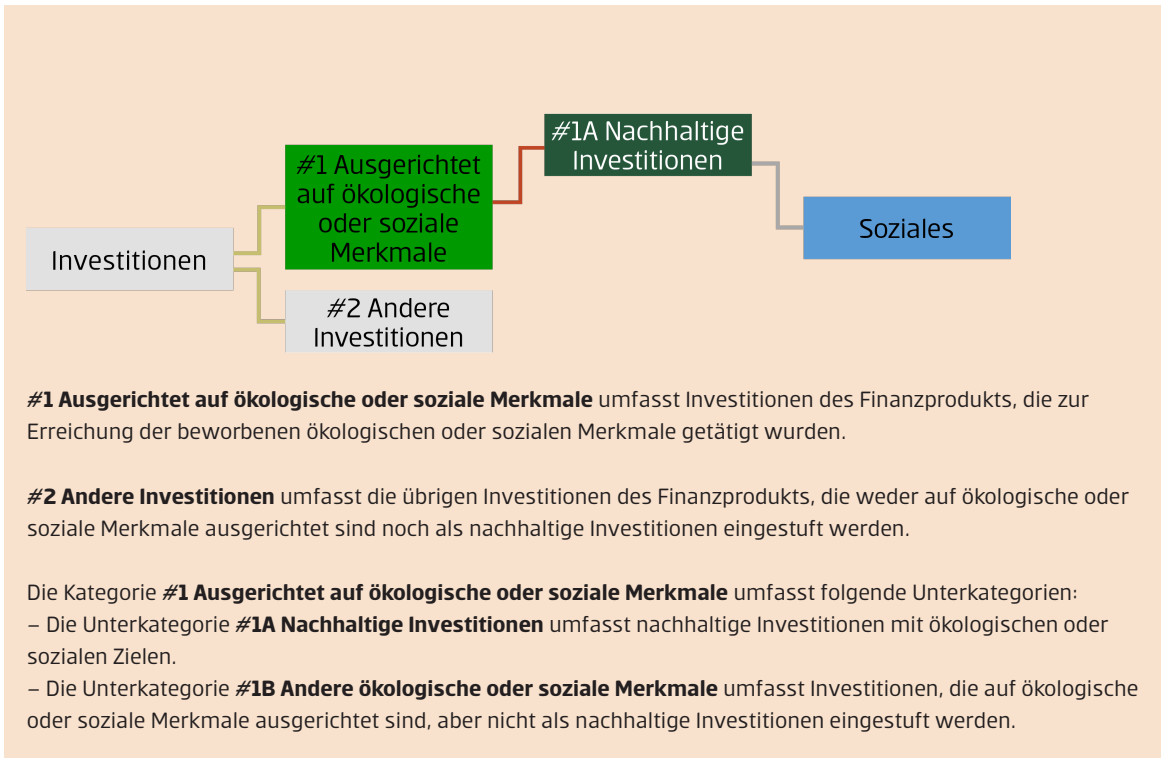 #1A Nachhaltige
Investitionen
#1 Ausgerichtet
auf ökologische
oder soziale
Merkmale
Soziales
Investitionen
#2 Andere
Investitionen
#1 Ausgerichtet auf ökologische oder soziale Merkmale umfasst Investitionen des Finanzprodukts, die zur
Erreichung der beworbenen ökologischen oder sozialen Merkmale getätigt wurden.
#2 Andere Investitionen umfasst die übrigen Investitionen des Finanzprodukts, die weder auf ökologische oder
soziale Merkmale ausgerichtet sind noch als nachhaltige Investitionen eingestuft werden.
Die Kategorie #1 Ausgerichtet auf ökologische oder soziale Merkmale umfasst folgende Unterkategorien:
– Die Unterkategorie #1A Nachhaltige Investitionen umfasst nachhaltige Investitionen mit ökologischen oder
sozialen Zielen.
– Die Unterkategorie #1B Andere ökologische oder soziale Merkmale umfasst Investitionen, die auf ökologische
oder soziale Merkmale ausgerichtet sind, aber nicht als nachhaltige Investitionen eingestuft werden.